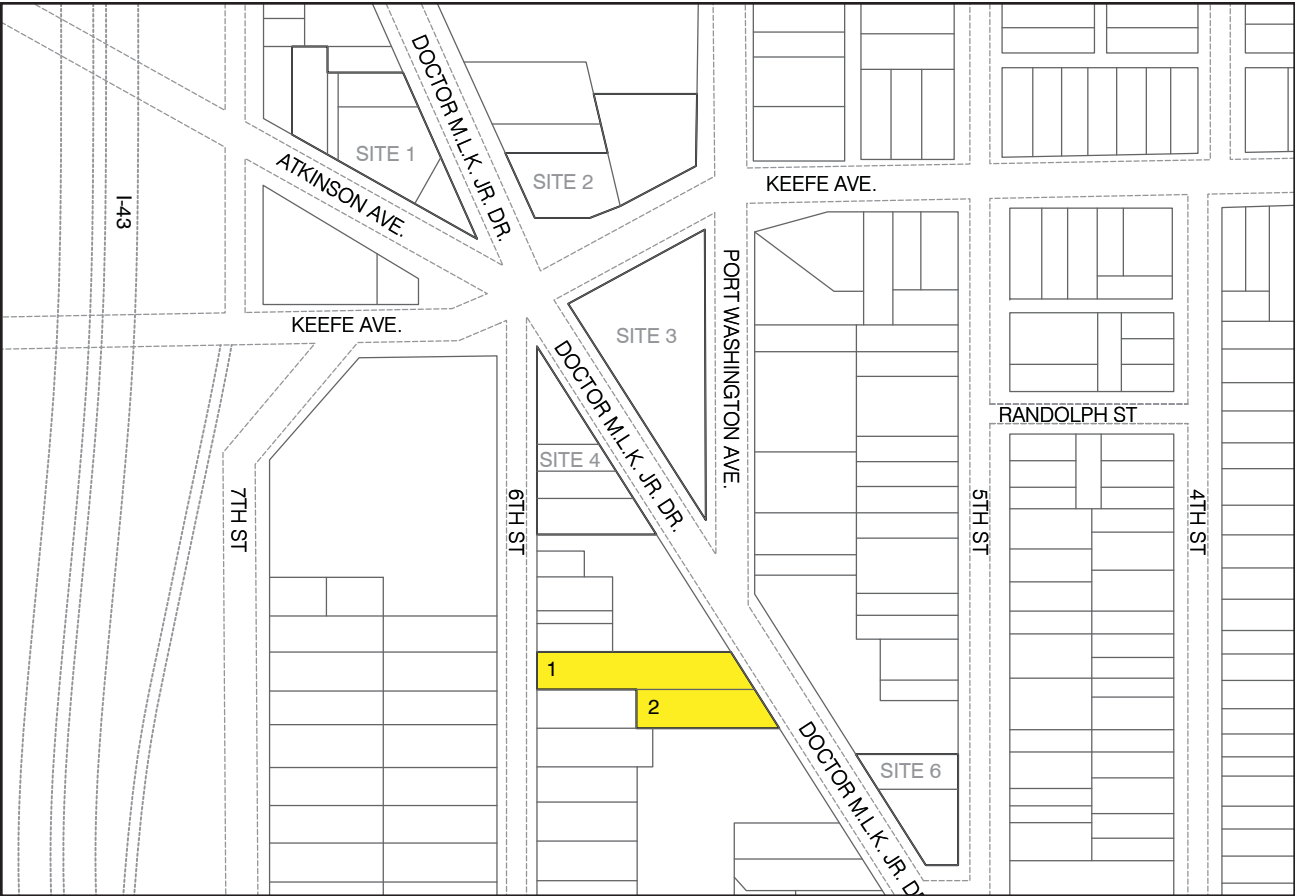 DOCTOR M.L.K. JR. DR.
SITE 1
SITE 2
ATKINSON AVE.
KEEFE AVE.
I-43
PORT WASHINGTON AVE.
KEEFE AVE.
SITE 3
DOCTOR M.L.K. JR. DR.
RANDOLPH ST
SITE 4
7TH ST
6TH ST
5TH ST
4TH ST
1
2
DOCTOR M.L.K. JR. DR
SITE 6